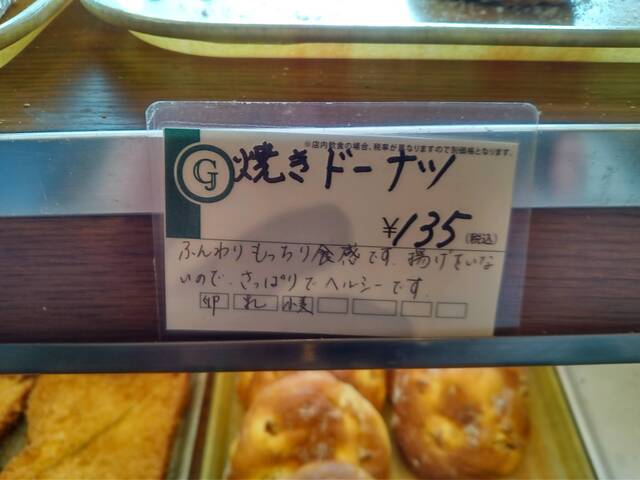 ※店内飲食の場合、税率が異なりますので別価格となります。
CJ 焼きドーナツ
¥135(税込)
ふんわりもっちり食感です。揚げていな
いので、さっぱりでヘルシーです。
卵 乳 小麦